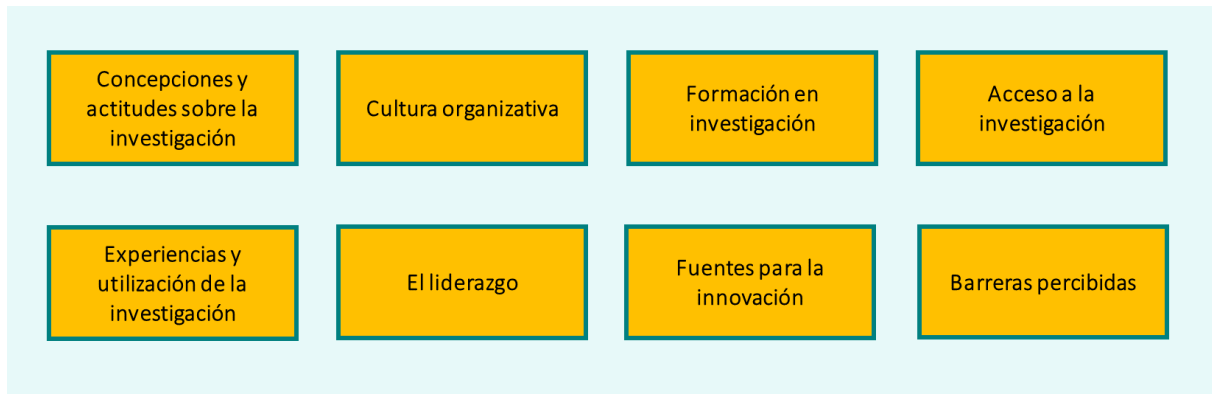 Concepciones y
actitudes sobre la
investigación
Cultura organizativa
Formación en
investigación
Acceso a la
investigación
Experiencias y
utilización de la
investigación
El liderazgo
Fuentes para la
innovación
Barreras percibidas